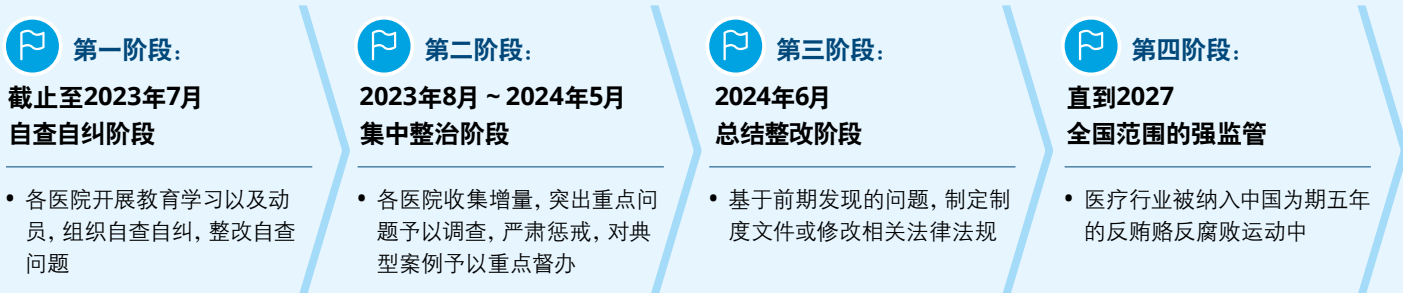 第一阶段：
截止至2023年7月
自查自纠阶段
• 各医院开展教育学习以及动
员，组织自查自纠，整改自查
问题
第二阶段：
2023年8月 ~ 2024年5月
集中整治阶段
• 各医院收集增量，突出重点问
题予以调查，严肃惩戒，对典
型案例予以重点督办
第三阶段：
2024年6月
总结整改阶段
• 基于前期发现的问题，制定制
度文件或修改相关法律法规
第四阶段：
直到2027
全国范围的强监管
• 医疗行业被纳入中国为期五年
的反贿赂反腐败运动中